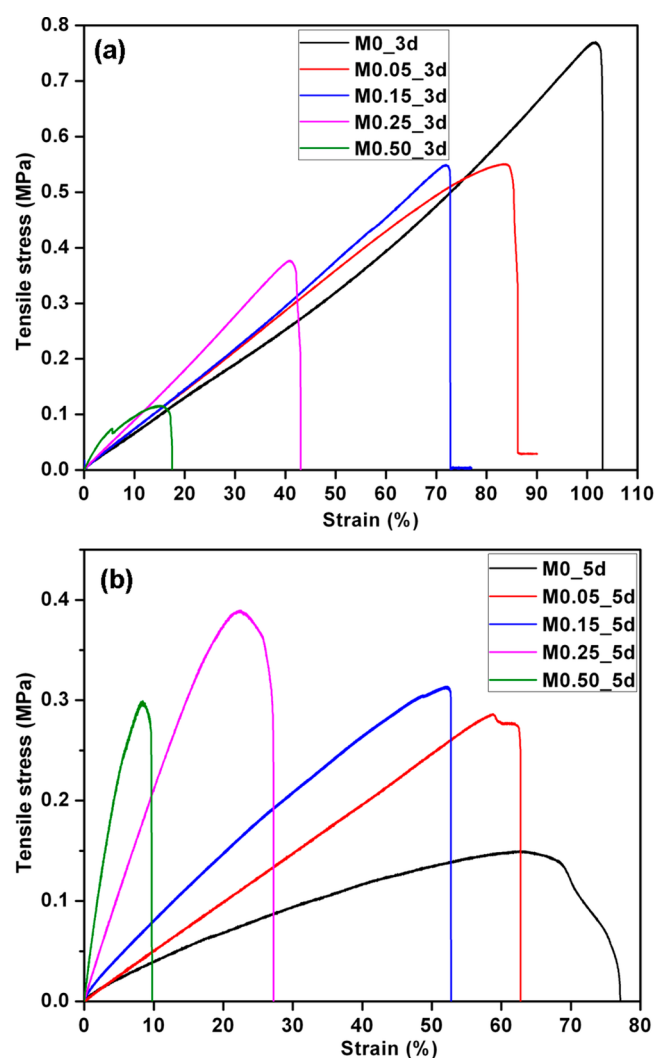 (a)
M0_3d
M0.05_3d
M0.15_3d
M0.25_3d
M0.50_3d
Tensile stress (MPa)
0.8
0.7
0.6
0.5
0.4
0.3
0.2
0.1
0.0
0 10 20 30 40 50 60 70 80 90 100 110
Strain (%)
(b)
M0_5d
M0.05_5d
M0.15_5d
M0.25_5d
M0.50_5d
Tensile stress (MPa)
0.4
0.3
0.2
0.1
0.0
0 10 20 30 40 50 60 70 80
Strain (%)